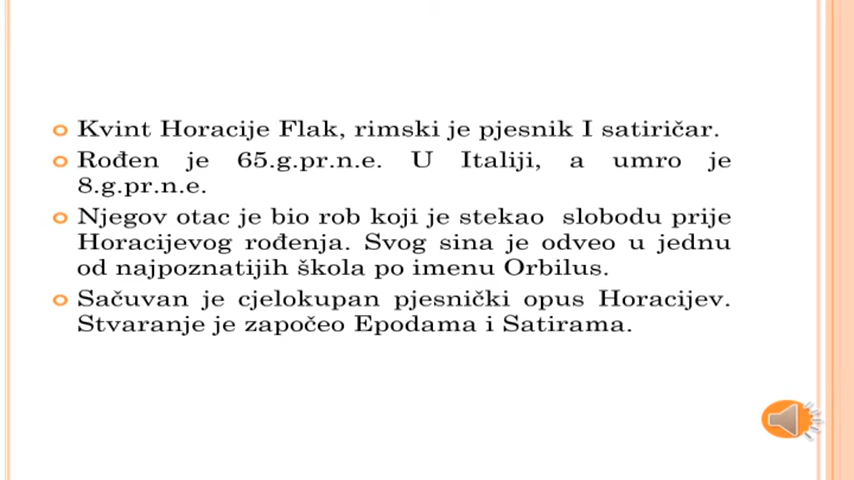 Kvint Horacije Flak, rimski je pjesnik I satiričar.
Rođen je 65.g.pr.n.e. U Italiji, a umro je
8.g.pr.n.e.
Njegov otac je bio rob koji je stekao slobodu prije
Horacijevog rođenja. Svog sina je odveo u jednu
od najpoznatijih škola po imenu Orbilus.
Sačuvan je cjelokupan pjesnički opus Horacijev.
Stvaranje je započeo Epodama i Satirama.